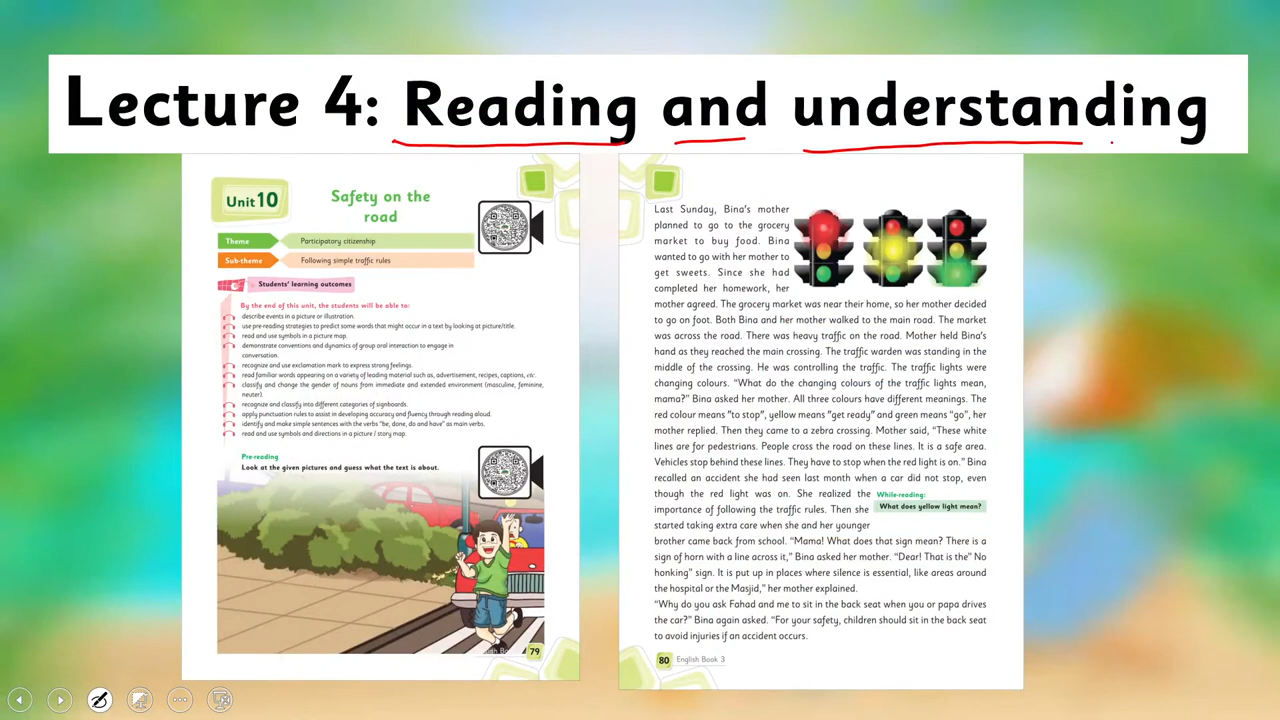 Lecture 4: Reading and understanding
Unit 10
Safety on the
road
Theme
Participatory citizenship
Sub-theme
Following simple traffic rules
Students' learning outcomes
By the end of this unit, the students will be able to:
describe events in a picture or illustration.
use pre-reading strategies to predict some words that might occur in a text by looking at picture/title.
read and use symbols in a picture map.
demonstrate conventions and dynamics of group oral interaction to engage in
conversation.
recognize and use exclamation mark to express strong feelings.
read familiar words appearing on a variety of leading material such as, advertisement, recipes, captions, etc.
classify and change the gender of nouns from immediate and extended environment (masculine, feminine,
neuter).
recognize and classify into different categories of signboards.
apply punctuation rules to assist in developing accuracy and fluency through reading aloud.
identify and make simple sentences with the verbs "be, done, do and have" as main verbs.
read and use symbols and directions in a picture / story map.
Pre-reading
Look at the given pictures and guess what the text is about.
79
Last Sunday, Bina's mother
planned to go to the grocery
market to buy food. Bina
wanted to go with her mother to
get sweets. Since she had
completed her homework, her
mother agreed. The grocery market was near their home, so her mother decided
to go on foot. Both Bina and her mother walked to the main road. The market
was across the road. There was heavy traffic on the road. Mother held Bina's
hand as they reached the main crossing. The traffic warden was standing in the
middle of the crossing. He was controlling the traffic. The traffic lights were
changing colours. "What do the changing colours of the traffic lights mean,
mama?" Bina asked her mother. All three colours have different meanings. The
red colour means "to stop", yellow means "get ready" and green means "go", her
mother replied. Then they came to a zebra crossing. Mother said, "These white
lines are for pedestrians. People cross the road on these lines. It is a safe area.
Vehicles stop behind these lines. They have to stop when the red light is on." Bina
recalled an accident she had seen last month when a car did not stop, even
though the red light was on. She realized the
importance of following the traffic rules. Then she
started taking extra care when she and her younger
While-reading:
What does yellow light mean?
brother came back from school. "Mama! What does that sign mean? There is a
sign of horn with a line across it," Bina asked her mother. "Dear! That is the" No
honking" sign. It is put up in places where silence is essential, like areas around
the hospital or the Masjid," her mother explained.
"Why do you ask Fahad and me to sit in the back seat when you or papa drives
the car?" Bina again asked. "For your safety, children should sit in the back seat
to avoid injuries if an accident occurs.
80
English Book 3